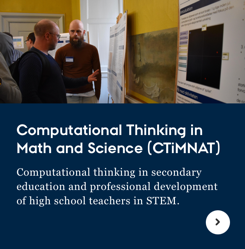 Computational Thinking in
Math and Science (CTiMNAT)
Computational thinking in secondary
education and professional development
of high school teachers in STEM.